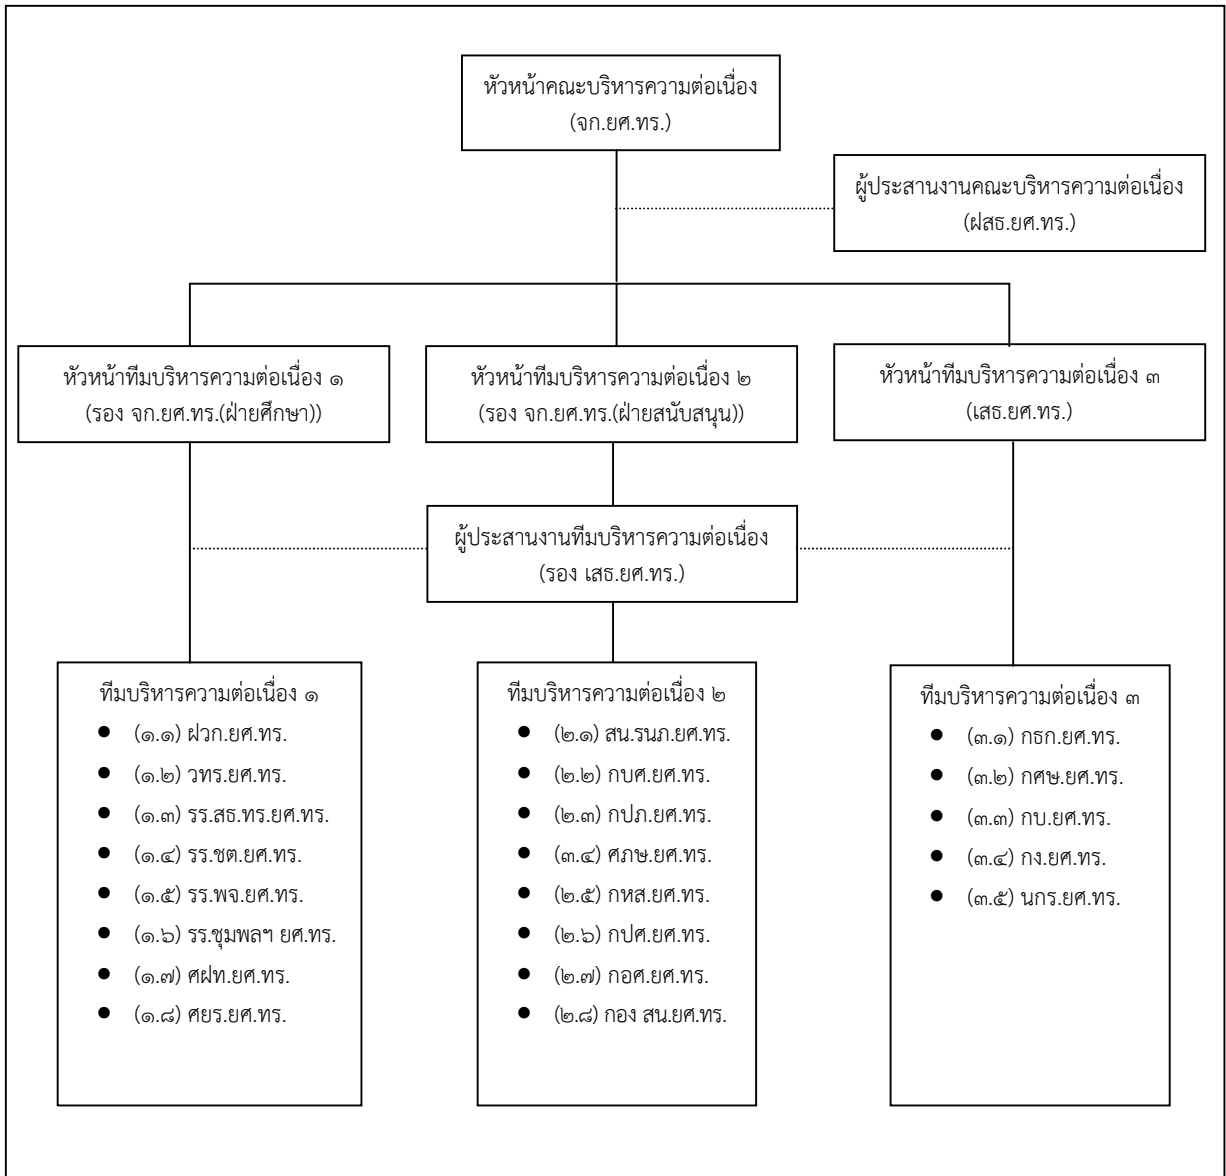 หัวหน้าคณะบริหารความต่อเนื่อง
(จก.ยศ.ทร.)
ผู้ประสานงานคณะบริหารความต่อเนื่อง
(ฝสธ.ยศ.ทร.)
หัวหน้าทีมบริหารความต่อเนื่อง ๑
(รอง จก.ยศ.ทร.(ฝ่ายศึกษา))
หัวหน้าทีมบริหารความต่อเนื่อง ๒
(รอง จก.ยศ.ทร.(ฝ่ายสนับสนุน))
หัวหน้าทีมบริหารความต่อเนื่อง ๓
(เสธ.ยศ.ทร.)
ผู้ประสานงานทีมบริหารความต่อเนื่อง
(รอง เสธ.ยศ.ทร.)
ทีมบริหารความต่อเนื่อง ๑
● (๑.๑) ฝวก.ยศ.ทร.
● (๑.๒) วทร.ยศ.ทร.
● (๑.๓) รร.สธ.ทร.ยศ.ทร.
● (๑.๔) รร.ชต.ยศ.ทร.
● (๑.๕) รร.พจ.ยศ.ทร.
● (๑.๖) รร.ชุมพลฯ ยศ.ทร.
● (๑.๗) ศฝท.ยศ.ทร.
● (๑.๘) ศยร.ยศ.ทร.
ทีมบริหารความต่อเนื่อง ๒
● (๒.๑) สน.รนภ.ยศ.ทร.
● (๒.๒) กบศ.ยศ.ทร.
● (๒.๓) กปภ.ยศ.ทร.
● (๓.๔) ศภษ.ยศ.ทร.
● (๒.๕) กหส.ยศ.ทร.
● (๒.๖) กปศ.ยศ.ทร.
● (๒.๗) กอศ.ยศ.ทร.
● (๒.๘) กอง สน.ยศ.ทร.
ทีมบริหารความต่อเนื่อง ๓
● (๓.๑) กธก.ยศ.ทร.
● (๓.๒) กศษ.ยศ.ทร.
● (๓.๓) กบ.ยศ.ทร.
● (๓.๔) กง.ยศ.ทร.
● (๓.๕) นกร.ยศ.ทร.